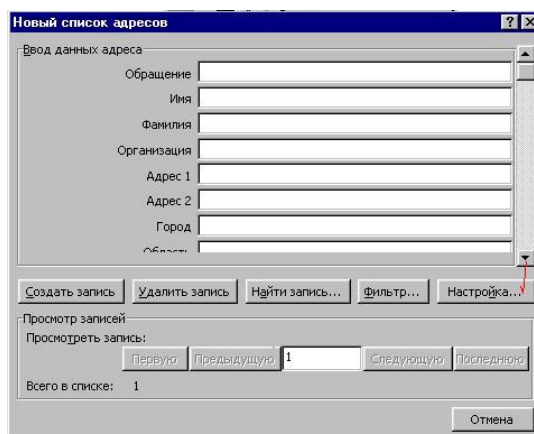 Новый список адресов
Ввод данных адреса
Обращение
Имя
Фамилия
Организация
Адрес 1
Адрес 2
Город
Область
Создать запись Удалить запись Найти запись... Фильтр... Настройка...
Просмотр записей
Просмотреть запись:
Первую Предыдущую 1 Следующую Последнюю
Всего в списке: 1
Отмена